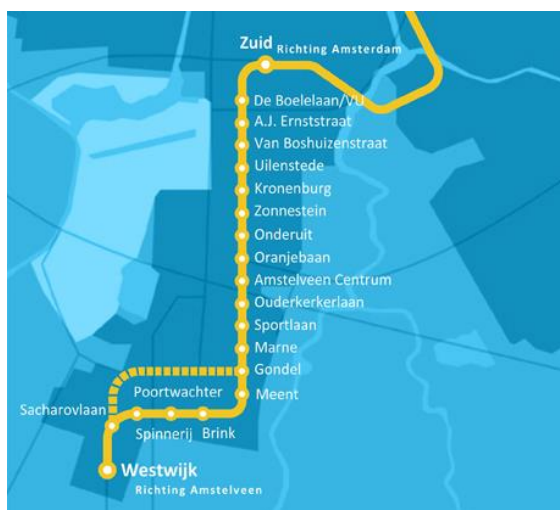 Zuid Richting Amsterdam
De Boelelaan/VU
A.J. Ernststraat
Van Boshuizenstraat
Uilenstede
Kronenburg
Zonnestein
Onderuit
Oranjebaan
Amstelveen Centrum
Ouderkerkerlaan
Sportlaan
Marne
Gondel
Poortwachter
Meent
Sacharovlaan
Spinnerij
Brink
Westwijk
Richting Amstelveen